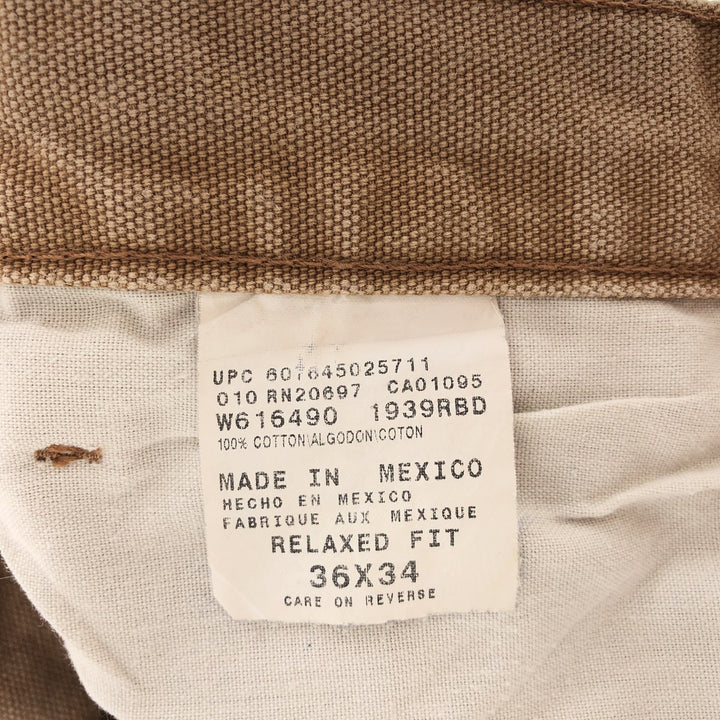 UPC 607645025711
010 RN20697 CA01095
W616490 1939RBD
100% COTTON\ALGODON\COTON
MADE IN MEXICO
HECHO EN MEXICO
FABRIQUE AUX MEXIQUE
RELAXED FIT
36X34
CARE ON REVERSE